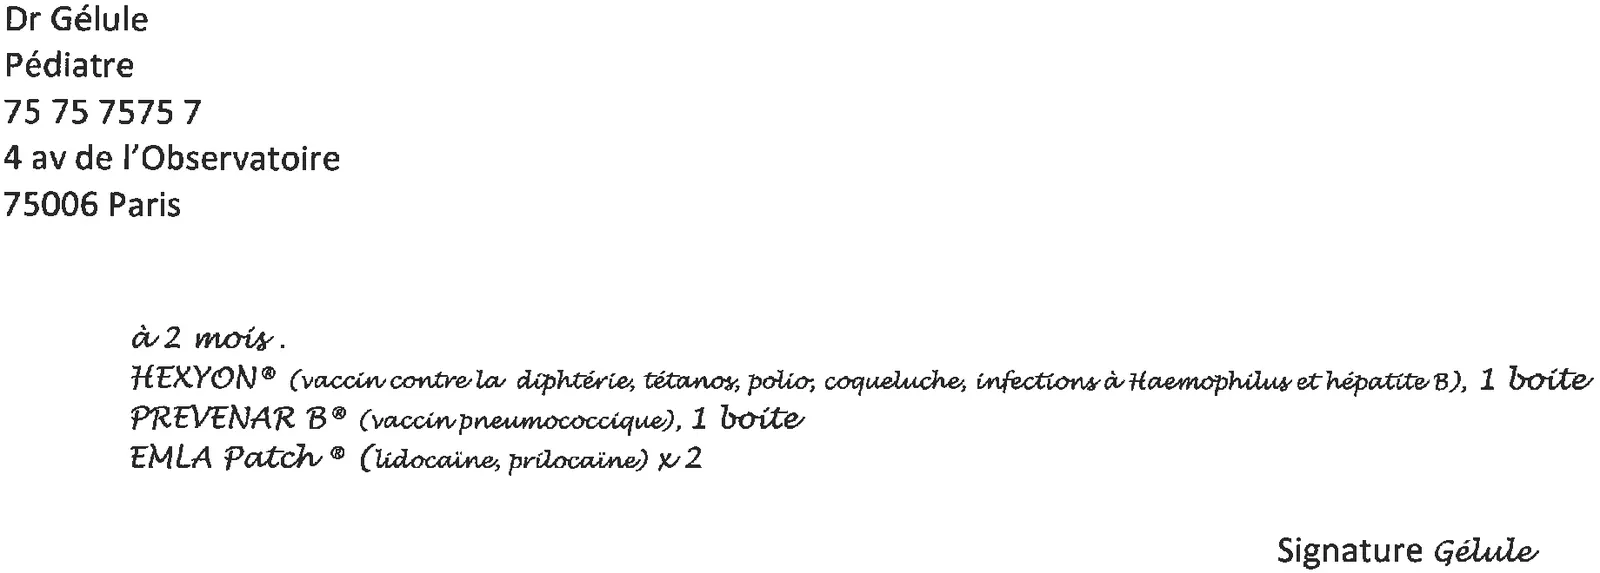 Dr Gélule
Pédiatre
75 75 7575 7
4 av de l'Observatoire
75006 Paris
à 2 mois .
HEXYON® (vaccin contre la diphtérie, tétanos, polio, coqueluche, infections à Haemophilus et hépatite B), 1 boite
PREVENAR B® (vaccin pneumococcique), 1 boite
EMLA Patch ® (lidocaïne, prilocaïne) x 2
Signature Gélule